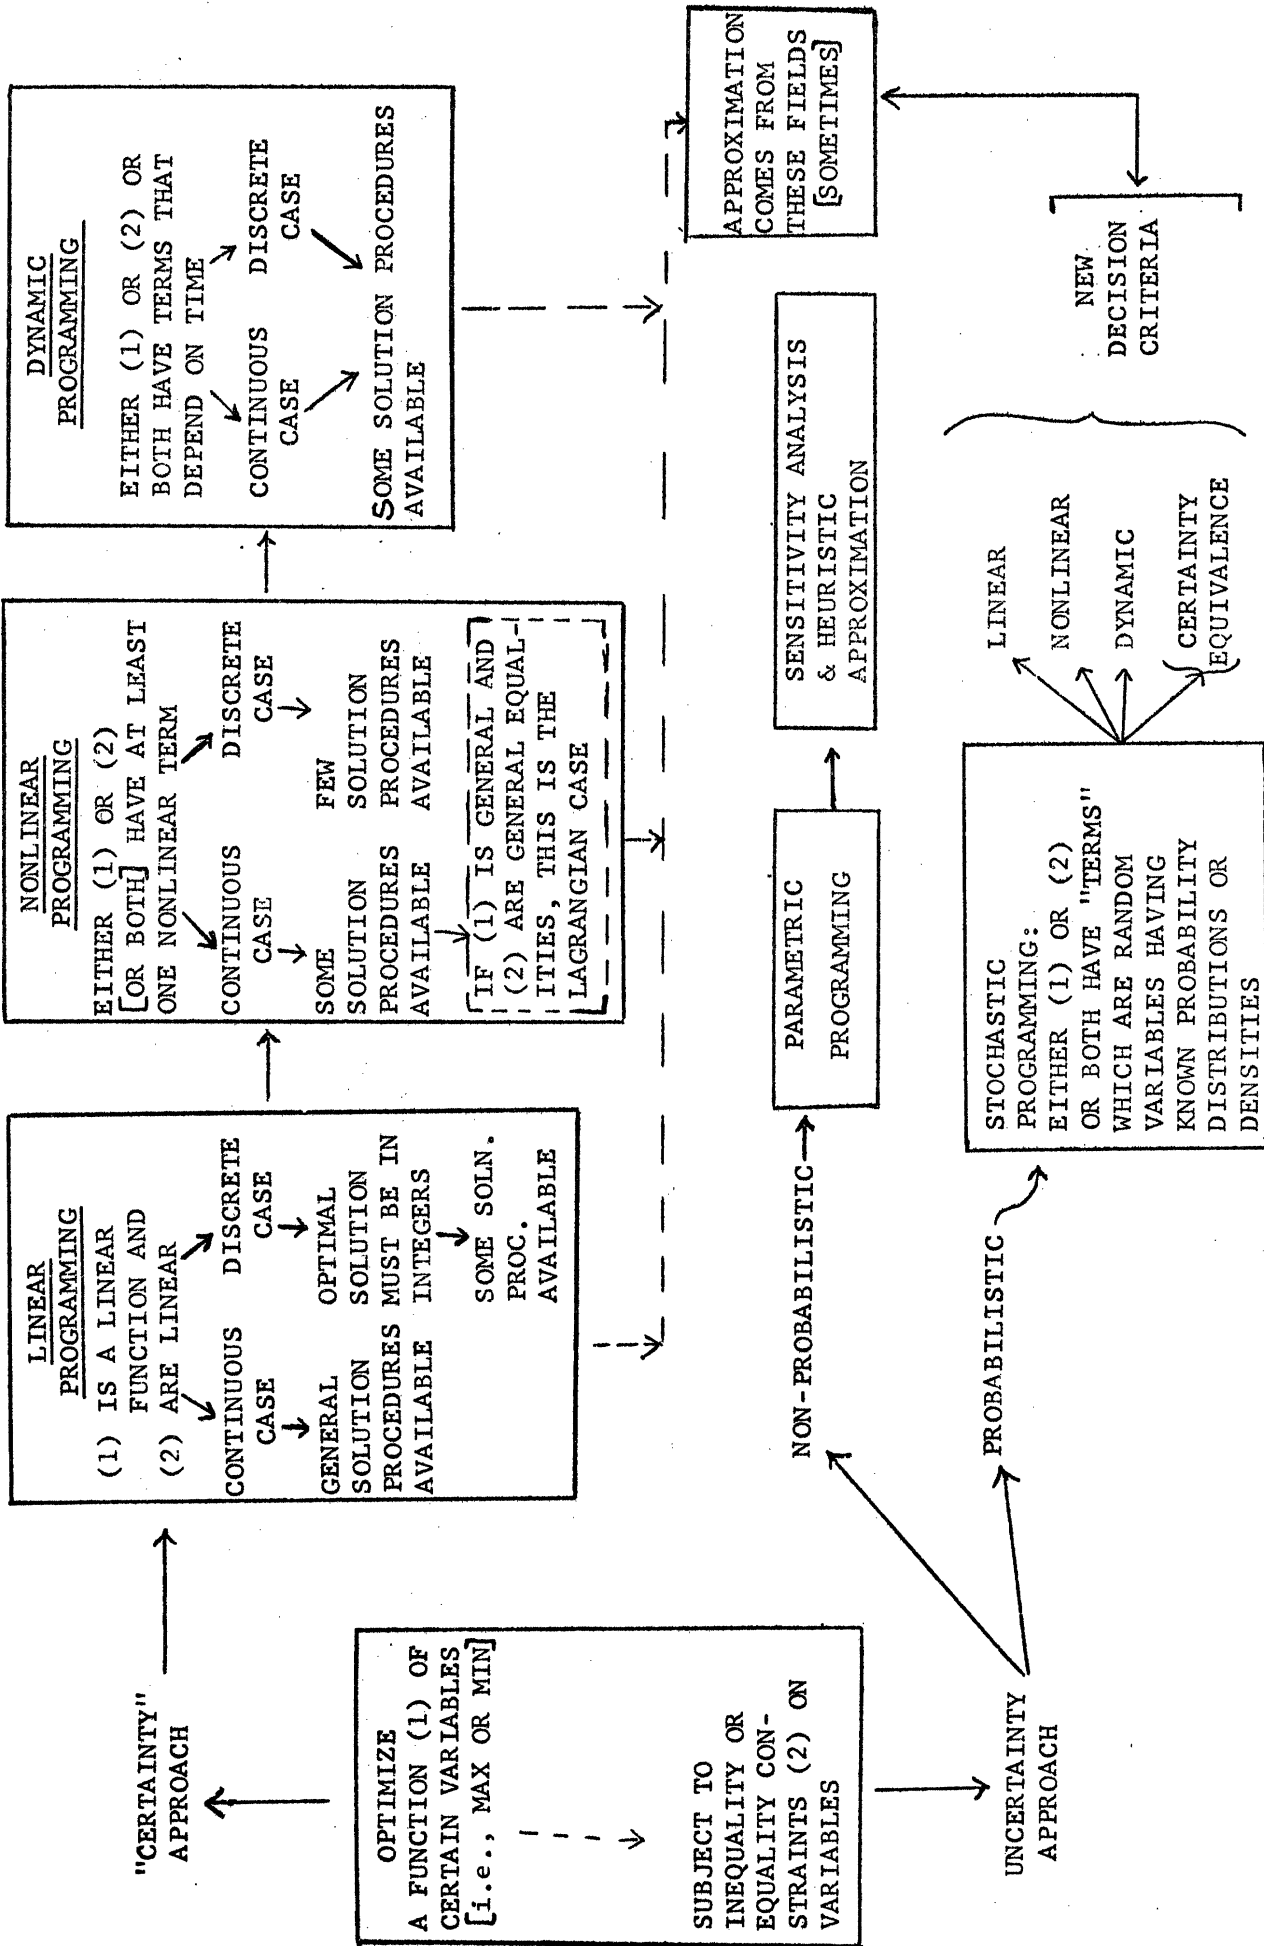 "CERTAINTY"
APPROACH
OPTIMIZE
A FUNCTION (1) OF
CERTAIN VARIABLES
[i.e., MAX OR MIN]
SUBJECT TO
INEQUALITY OR
EQUALITY CON-
STRAINTS (2) ON
VARIABLES
UNCERTAINTY
APPROACH
LINEAR
PROGRAMMING
(1) IS A LINEAR
FUNCTION AND
(2) ARE LINEAR
CONTINUOUS
CASE
GENERAL
SOLUTION
PROCEDURES
AVAILABLE
DISCRETE
CASE
OPTIMAL
SOLUTION
MUST BE IN
INTEGERS
SOME SOLN.
PROC.
AVAILABLE
NONLINEAR
PROGRAMMING
EITHER (1) OR (2)
[OR BOTH] HAVE AT LEAST
ONE NONLINEAR TERM
CONTINUOUS
CASE
SOME
SOLUTION
PROCEDURES
AVAILABLE
DISCRETE
CASE
FEW
SOLUTION
PROCEDURES
AVAILABLE
IF (1) IS GENERAL AND
(2) ARE GENERAL EQUAL-
ITIES, THIS IS THE
LAGRANGIAN CASE
DYNAMIC
PROGRAMMING
EITHER (1) OR (2) OR
BOTH HAVE TERMS THAT
DEPEND ON TIME
CONTINUOUS
CASE
DISCRETE
CASE
SOME SOLUTION PROCEDURES
AVAILABLE
NON-PROBABILISTIC
PARAMETRIC
PROGRAMMING
SENSITIVITY ANALYSIS
& HEURISTIC
APPROXIMATION
APPROXIMATION
COMES FROM
THESE FIELDS
[SOMETIMES]
PROBABILISTIC
STOCHASTIC
PROGRAMMING:
EITHER (1) OR (2)
OR BOTH HAVE "TERMS"
WHICH ARE RANDOM
VARIABLES HAVING
KNOWN PROBABILITY
DISTRIBUTIONS OR
DENSITIES
LINEAR
NONLINEAR
DYNAMIC
CERTAINTY
EQUIVALENCE
NEW
DECISION
CRITERIA